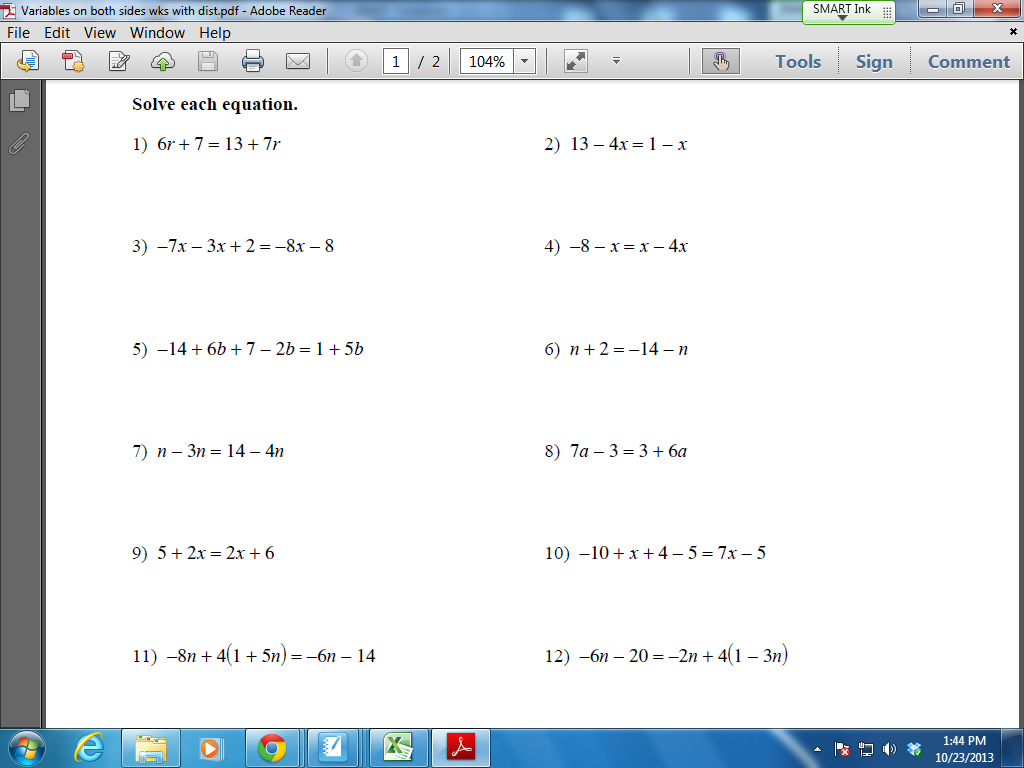 Variables on both sides wks with dist.pdf - Adobe Reader
SMART Ink
File Edit View Window Help
1 / 2 104% Tools Sign Comment
Solve each equation.
1) 6r + 7 = 13 + 7r
2) 13 – 4x = 1 – x
3) –7x – 3x + 2 = –8x – 8
4) –8 – x = x – 4x
5) –14 + 6b + 7 – 2b = 1 + 5b
6) n + 2 = –14 – n
7) n – 3n = 14 – 4n
8) 7a – 3 = 3 + 6a
9) 5 + 2x = 2x + 6
10) –10 + x + 4 – 5 = 7x – 5
11) –8n + 4(1 + 5n) = –6n – 14
12) –6n – 20 = –2n + 4(1 – 3n)
1:44 PM
10/23/2013